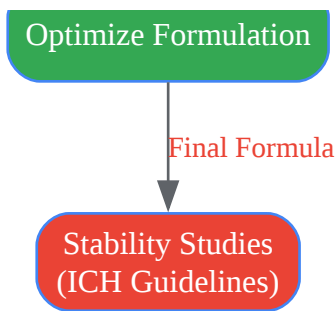 Optimize Formulation
Final Formula
Stability Studies
(ICH Guidelines)